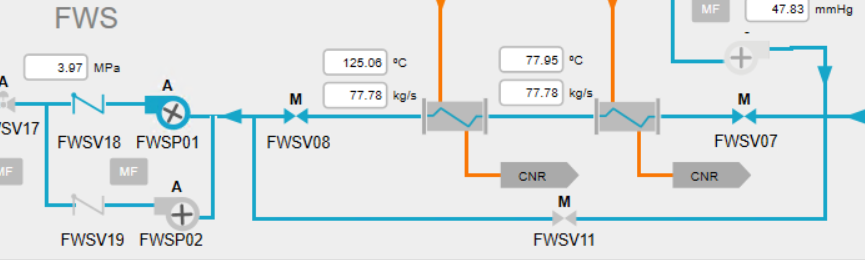 FWS
MF
47.83 mmHg
-
3.97 MPa
125.06 ºC
77.95 ºC
77.78 kg/s
77.78 kg/s
A
A
M
M
SV17
FWSV18
FWSP01
FWSV08
FWSV07
MF
MF
CNR
CNR
A
M
FWSV19
FWSP02
FWSV11